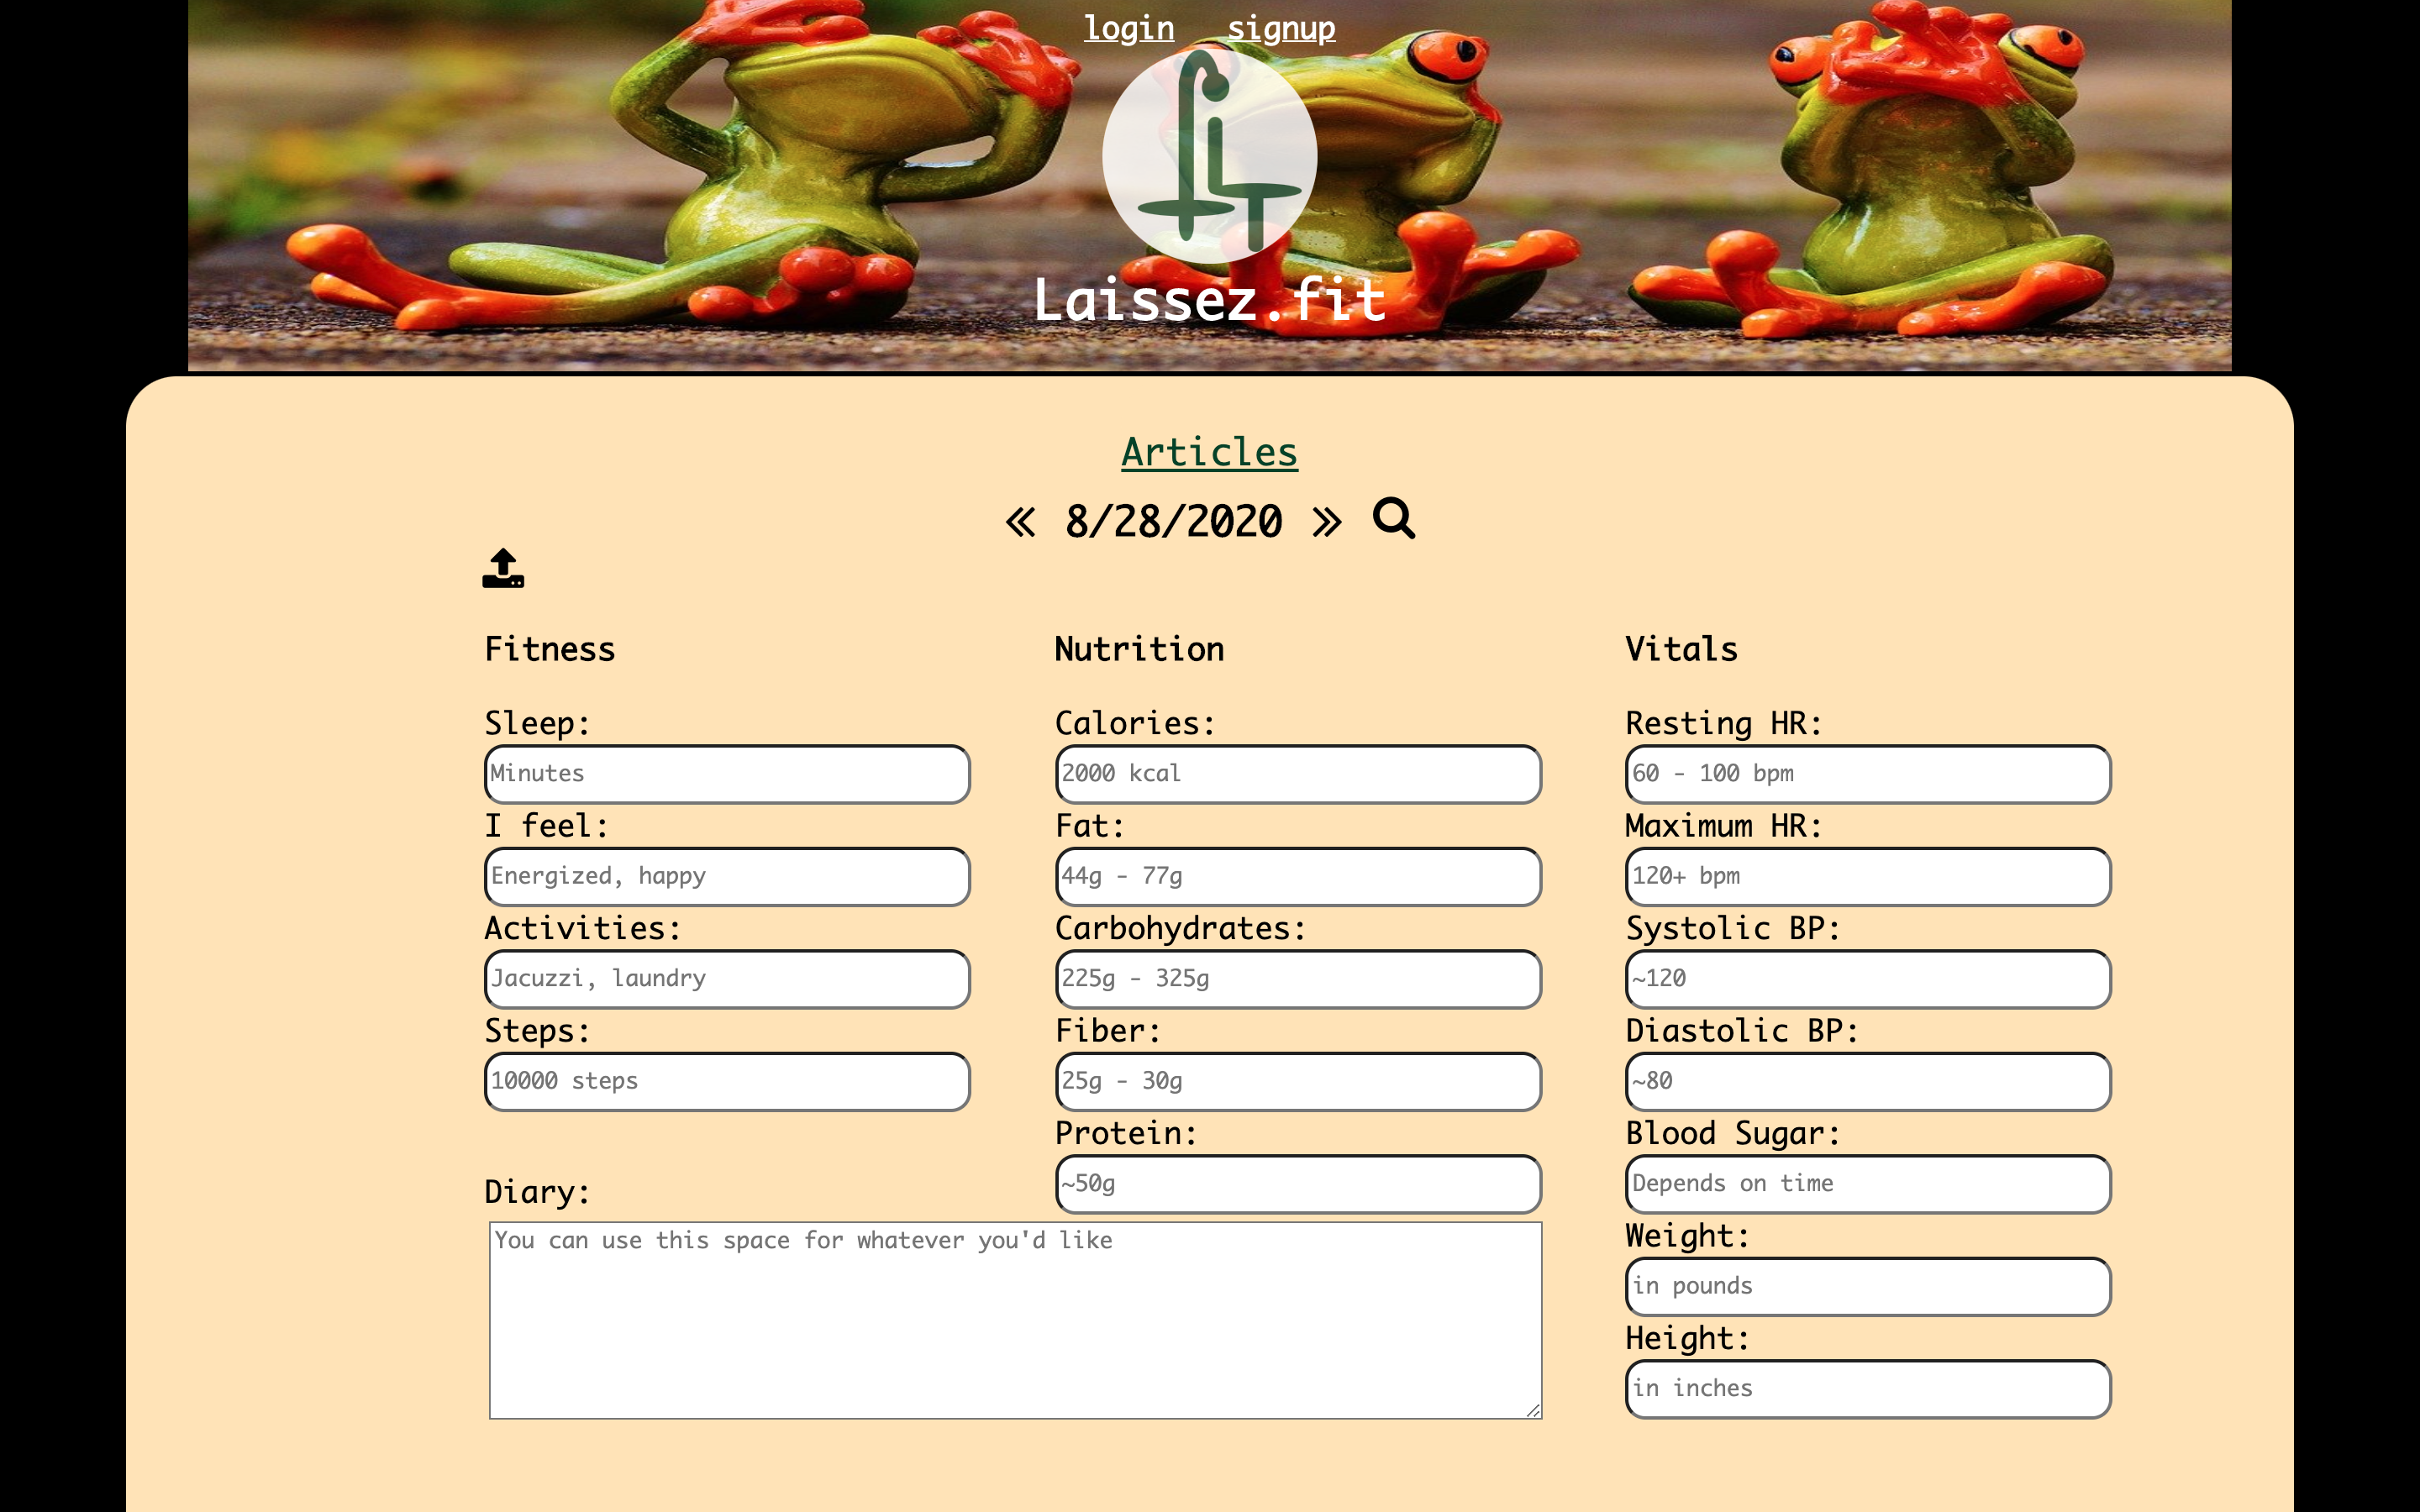 login signup
fit
Laissez.fit
Articles
« 8/28/2020 »
Fitness
Sleep:
Minutes
I feel:
Energized, happy
Activities:
Jacuzzi, laundry
Steps:
10000 steps
Nutrition
Calories:
2000 kcal
Fat:
44g - 77g
Carbohydrates:
225g - 325g
Fiber:
25g - 30g
Protein:
~50g
Vitals
Resting HR:
60 - 100 bpm
Maximum HR:
120+ bpm
Systolic BP:
~120
Diastolic BP:
~80
Blood Sugar:
Depends on time
Weight:
in pounds
Height:
in inches
Diary:
You can use this space for whatever you'd like